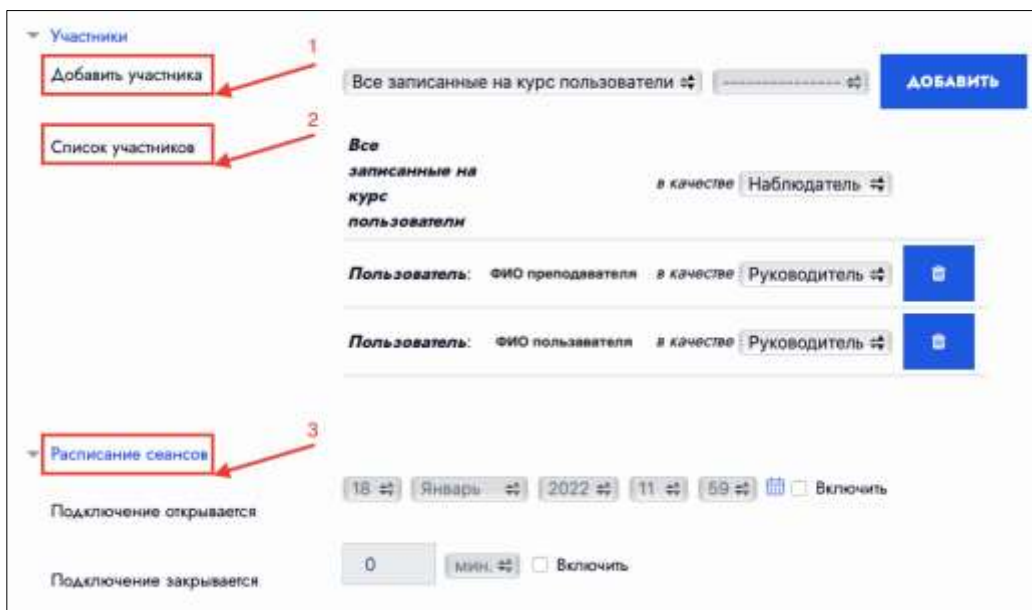 Участники
1
Добавить участника Все записанные на курс пользователи ---------------- ДОБАВИТЬ
2
Список участников Все
записанные на
курс
пользователи
в качестве Наблюдатель
Пользователь: ФИО преподавателя в качестве Руководитель
Пользователь: ФИО пользавателя в качестве Руководитель
3
Расписание сеансов
Подключение открывается 18 Январь 2022 11 59 Включить
Подключение закрывается 0 мин. Включить